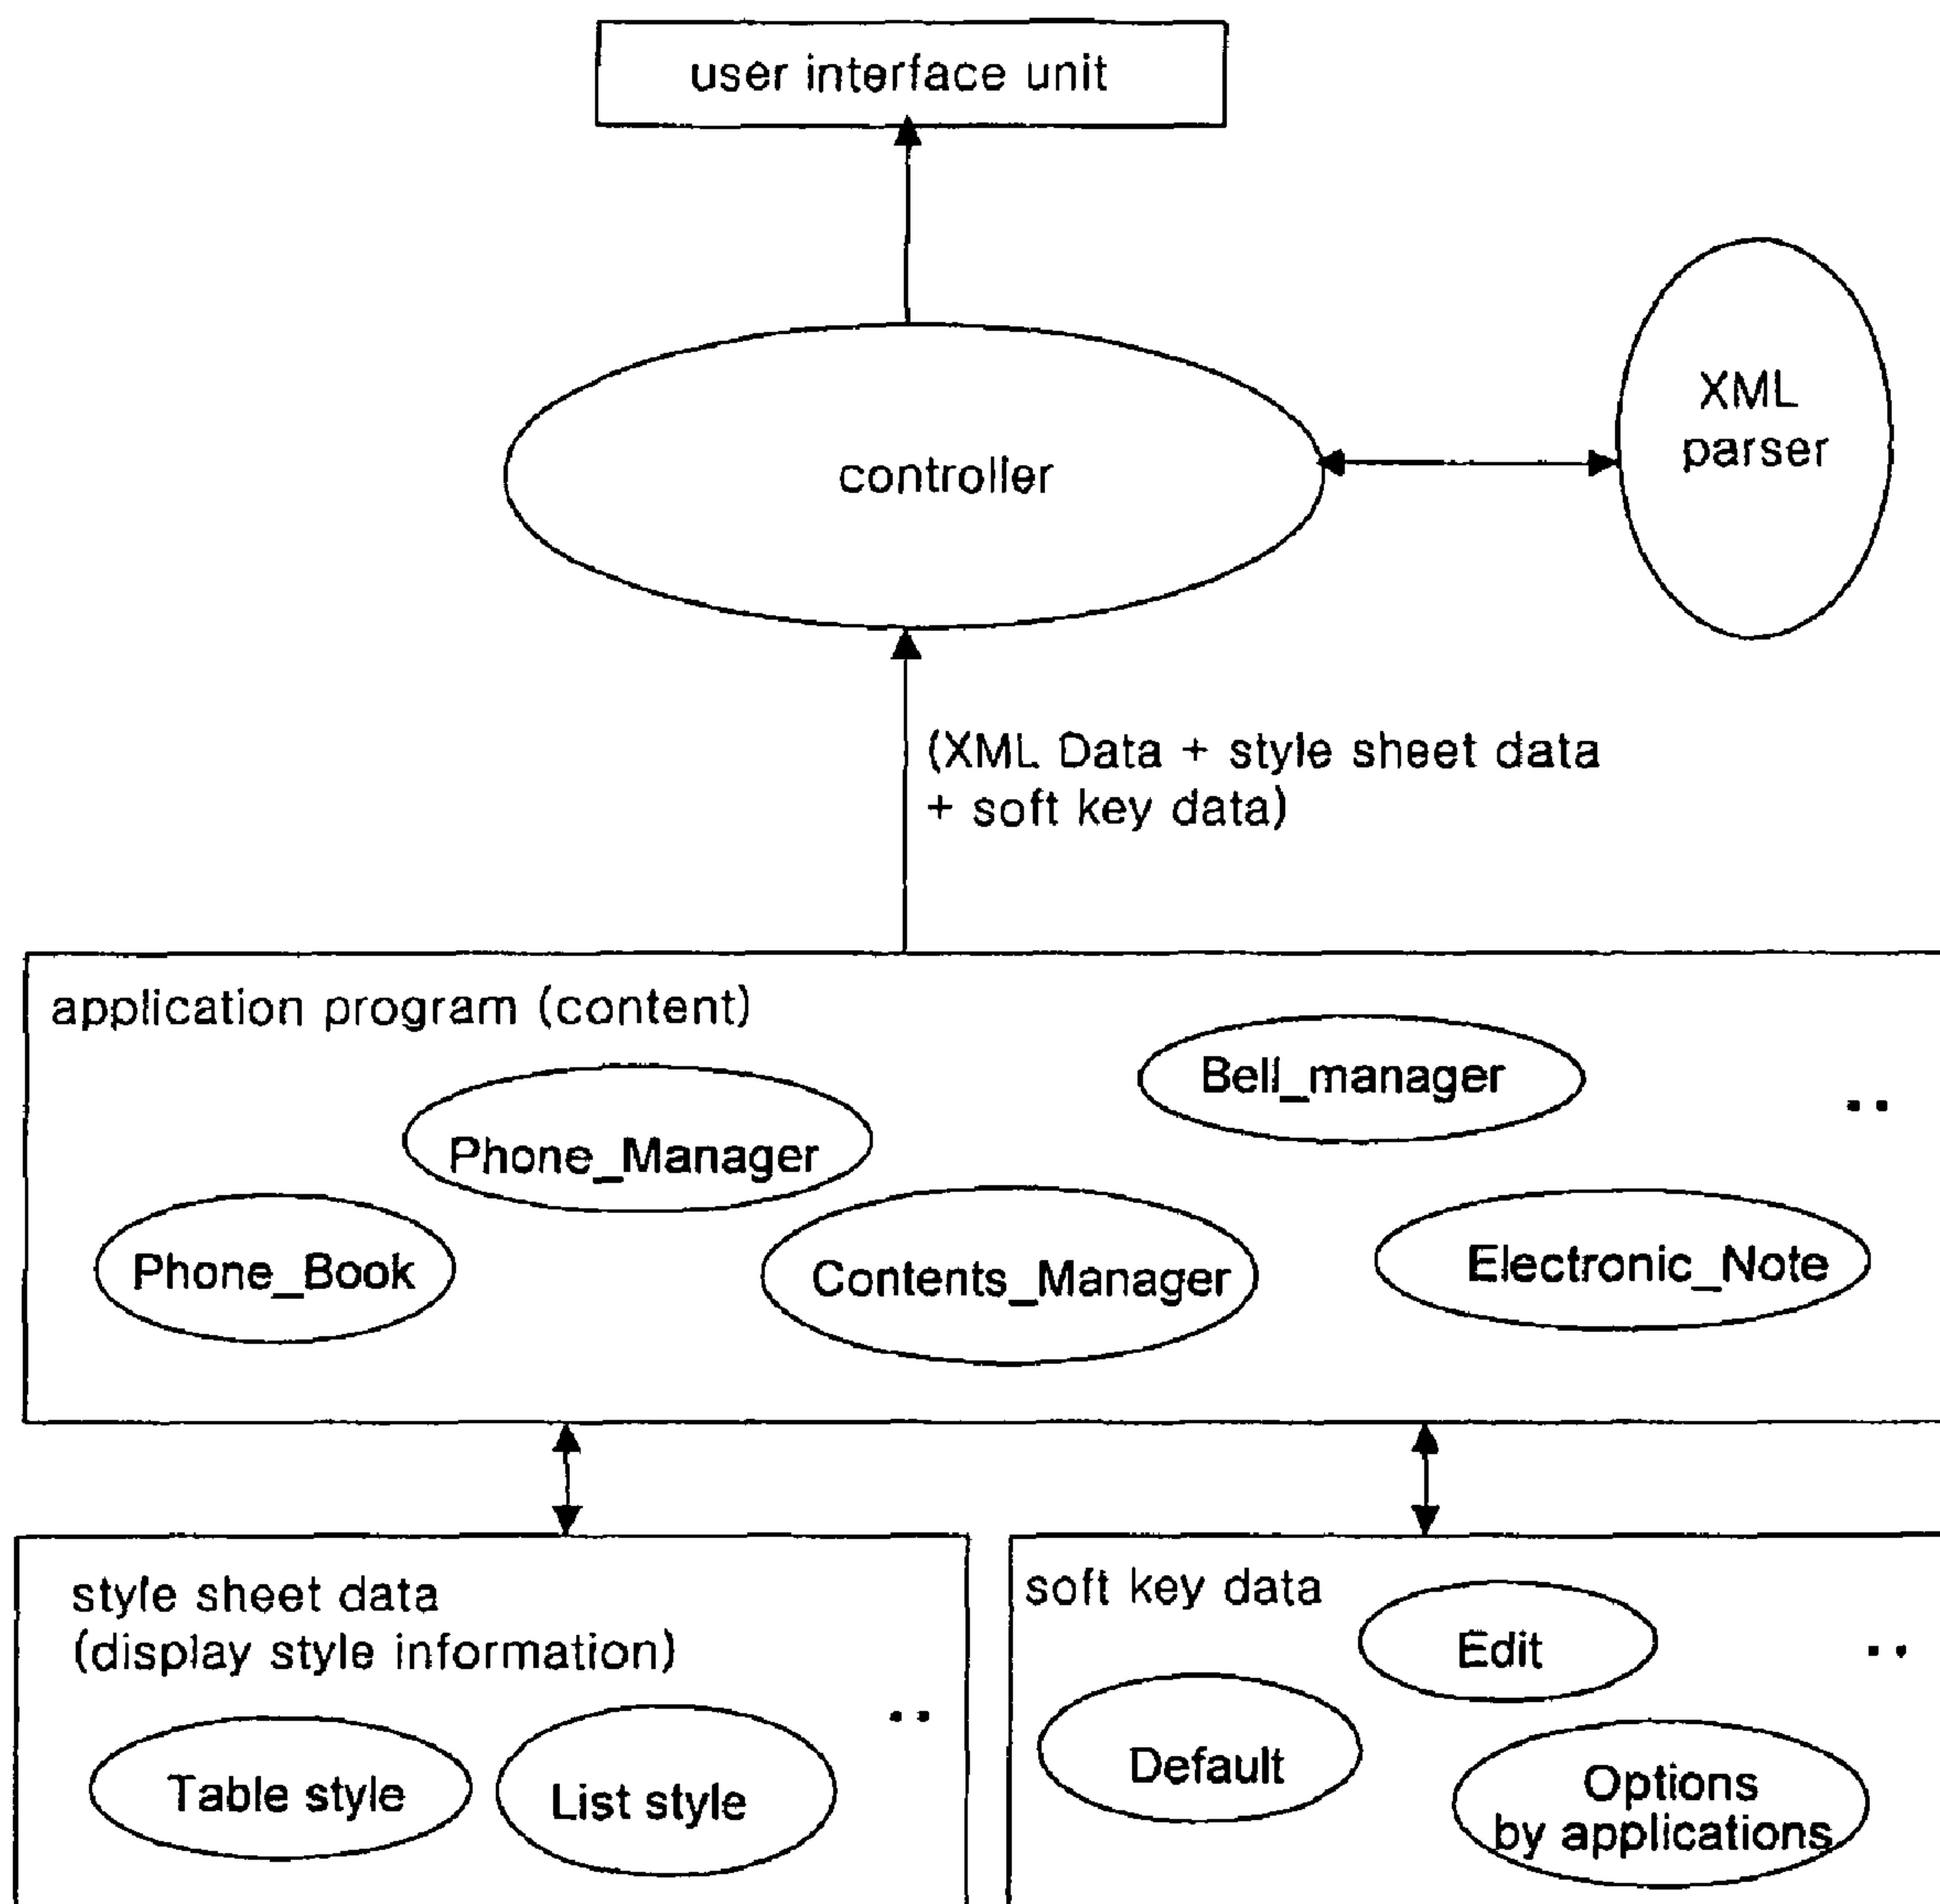 user interface unit
XML
parser
controller
(XML Data + style sheet data
+ soft key data)
application program (content)
Bell_manager
..
Phone_Manager
Phone_Book
Contents_Manager
Electronic_Note
style sheet data
(display style information)
..
Table style
List style
soft key data
Edit
..
Default
Options
by applications